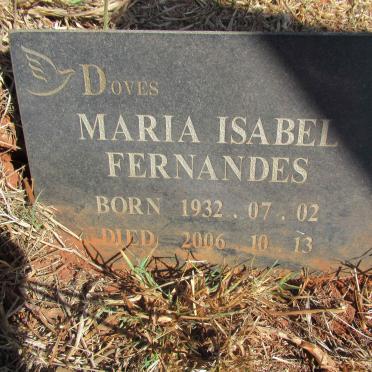 DOVES
MARIA ISABEL
FERNANDES
BORN 1932.07.02
DIED 2006.10.13